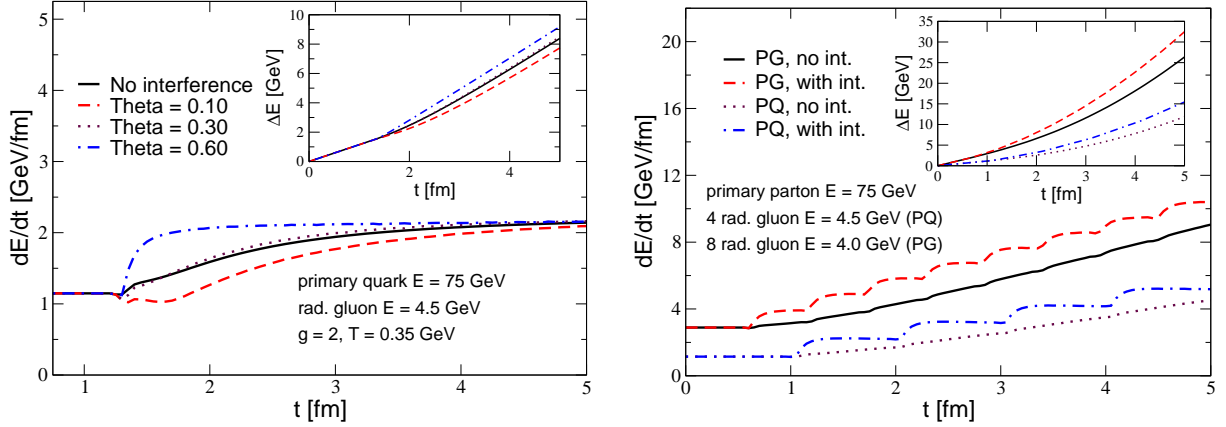 5
4
3
2
1
0
dE/dt [GeV/fm]
1
2
3
4
5
t [fm]
No interference
Theta = 0.10
Theta = 0.30
Theta = 0.60
10
8
6
4
2
0
ΔE [GeV]
0
2
4
t [fm]
primary quark E = 75 GeV
rad. gluon E = 4.5 GeV
g = 2, T = 0.35 GeV
20
16
12
8
4
0
dE/dt [GeV/fm]
0
1
2
3
4
5
t [fm]
PG, no int.
PG, with int.
PQ, no int.
PQ, with int.
35
30
25
20
15
10
5
0
ΔE [GeV]
0
1
2
3
4
5
t [fm]
primary parton E = 75 GeV
4 rad. gluon E = 4.5 GeV (PQ)
8 rad. gluon E = 4.0 GeV (PG)